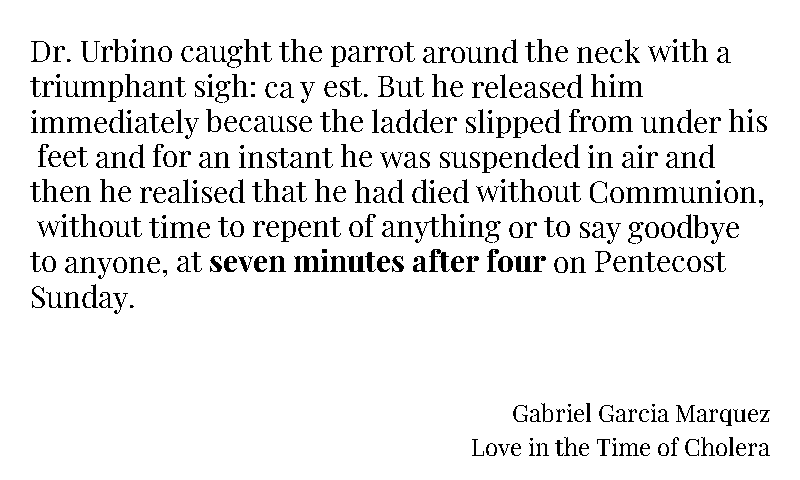 Dr. Urbino caught the parrot around the neck with a
triumphant sigh: ca y est. But he released him
immediately because the ladder slipped from under his
feet and for an instant he was suspended in air and
then he realised that he had died without Communion,
without time to repent of anything or to say goodbye
to anyone, at seven minutes after four on Pentecost
Sunday.
Gabriel Garcia Marquez
Love in the Time of Cholera